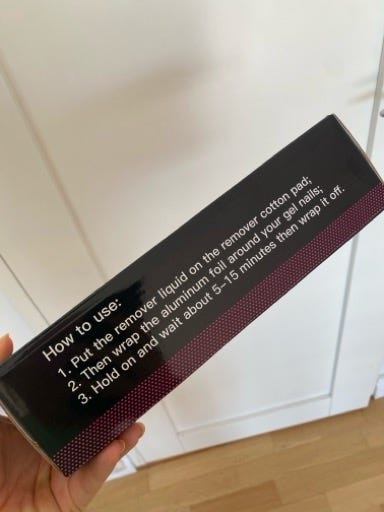 How to use:
1. Put the remover liquid on the remover cotton pad;
2. Then wrap the aluminum foil around your gel nails;
3. Hold on and wait about 5-15 minutes then wrap it off.